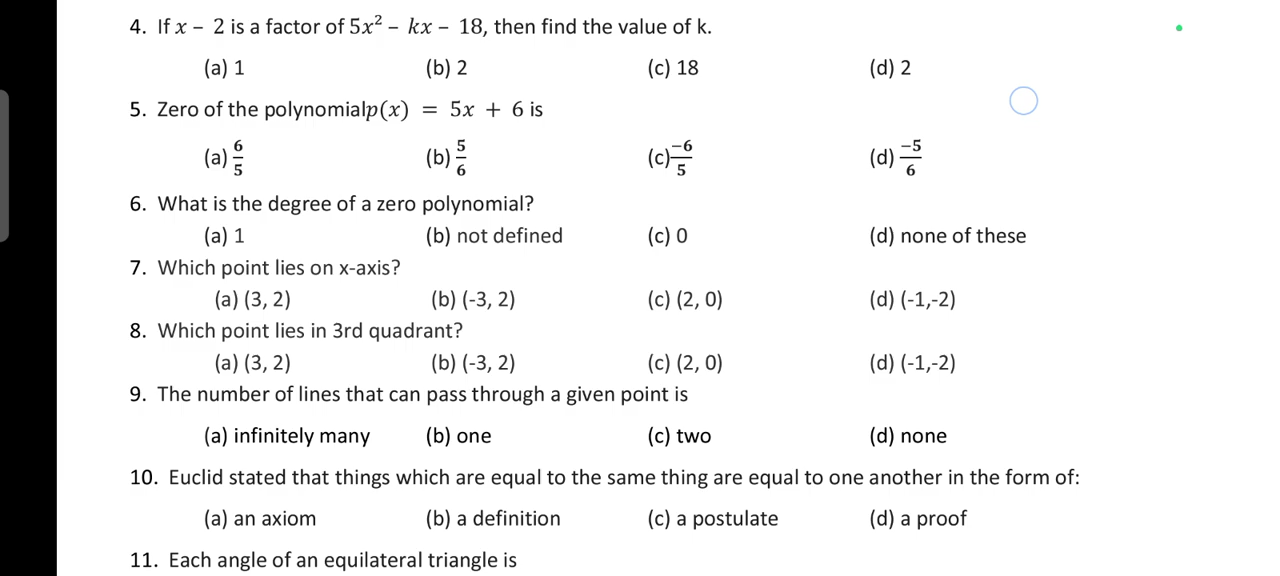 4. If x – 2 is a factor of 5x² – kx – 18, then find the value of k.
(a) 1 (b) 2 (c) 18 (d) 2
5. Zero of the polynomialp(x) = 5x + 6 is
(a) 6/5 (b) 5/6 (c) −6/5 (d) −5/6
6. What is the degree of a zero polynomial?
(a) 1 (b) not defined (c) 0 (d) none of these
7. Which point lies on x-axis?
(a) (3, 2) (b) (-3, 2) (c) (2, 0) (d) (-1,-2)
8. Which point lies in 3rd quadrant?
(a) (3, 2) (b) (-3, 2) (c) (2, 0) (d) (-1,-2)
9. The number of lines that can pass through a given point is
(a) infinitely many (b) one (c) two (d) none
10. Euclid stated that things which are equal to the same thing are equal to one another in the form of:
(a) an axiom (b) a definition (c) a postulate (d) a proof
11. Each angle of an equilateral triangle is